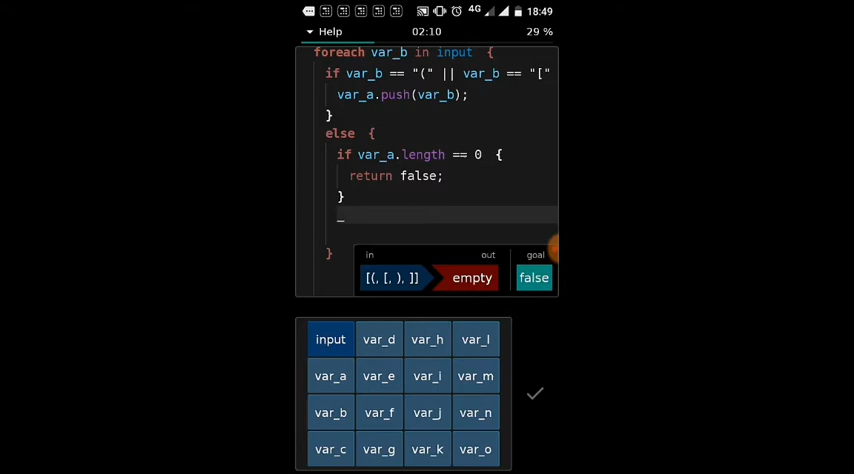 4G 18:49
Help 02:10 29 %
foreach var_b in input {
if var_b == "(" || var_b == "["
var_a.push(var_b);
}
else {
if var_a.length == 0 {
return false;
}
_
}
in out goal
[(, [, ), ]] empty false
input var_d var_h var_l
var_a var_e var_i var_m
var_b var_f var_j var_n
var_c var_g var_k var_o